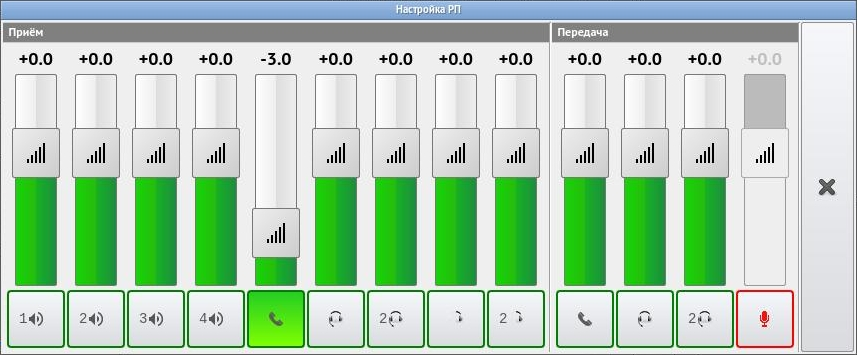 Настройка РП
Приём
Передача
+0.0 +0.0 +0.0 +0.0 -3.0 +0.0 +0.0 +0.0 +0.0 +0.0 +0.0 +0.0 +0.0
1 2 3 4 2 2 2